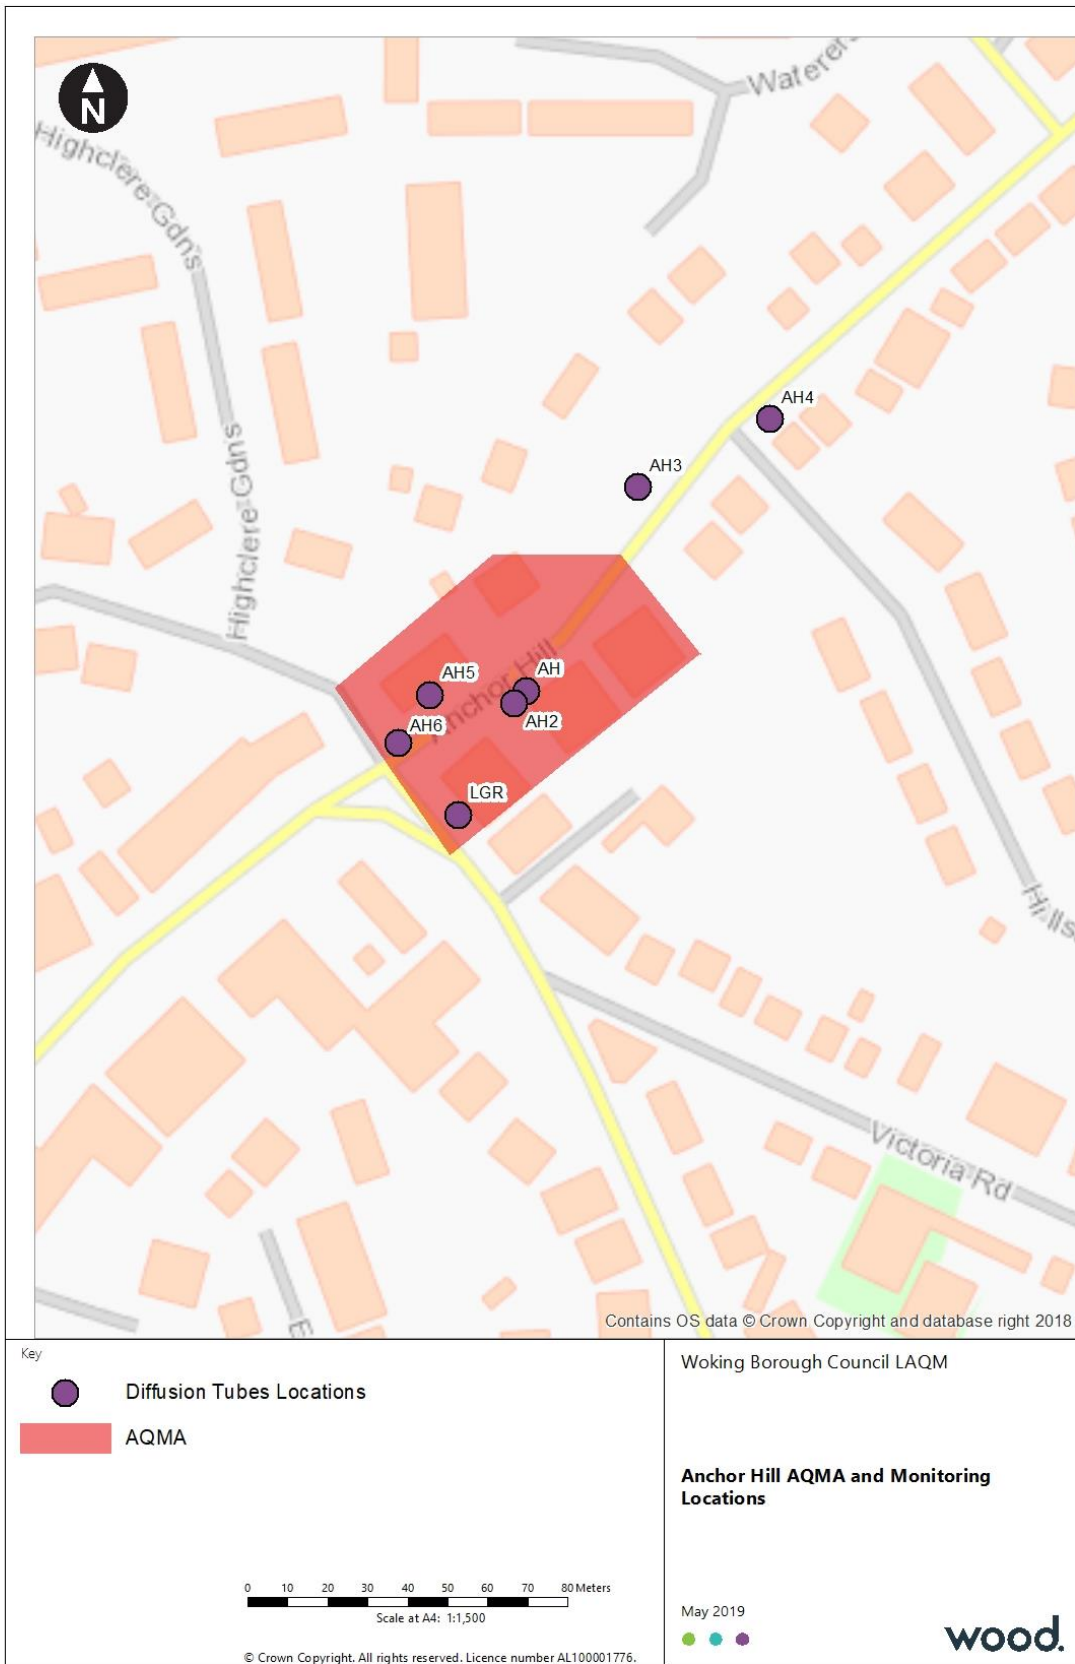 N
Waterers
Highclere Gdns
AH4
AH3
Highclere Gdns
Anchor Hill
AH5
AH
AH2
AH6
LGR
Hills
Victoria Rd
E
Contains OS data © Crown Copyright and database right 2018
Key
Diffusion Tubes Locations
AQMA
0 10 20 30 40 50 60 70 80 Meters
Scale at A4: 1:1,500
© Crown Copyright. All rights reserved. Licence number AL100001776.
Woking Borough Council LAQM
Anchor Hill AQMA and Monitoring
Locations
May 2019
wood.